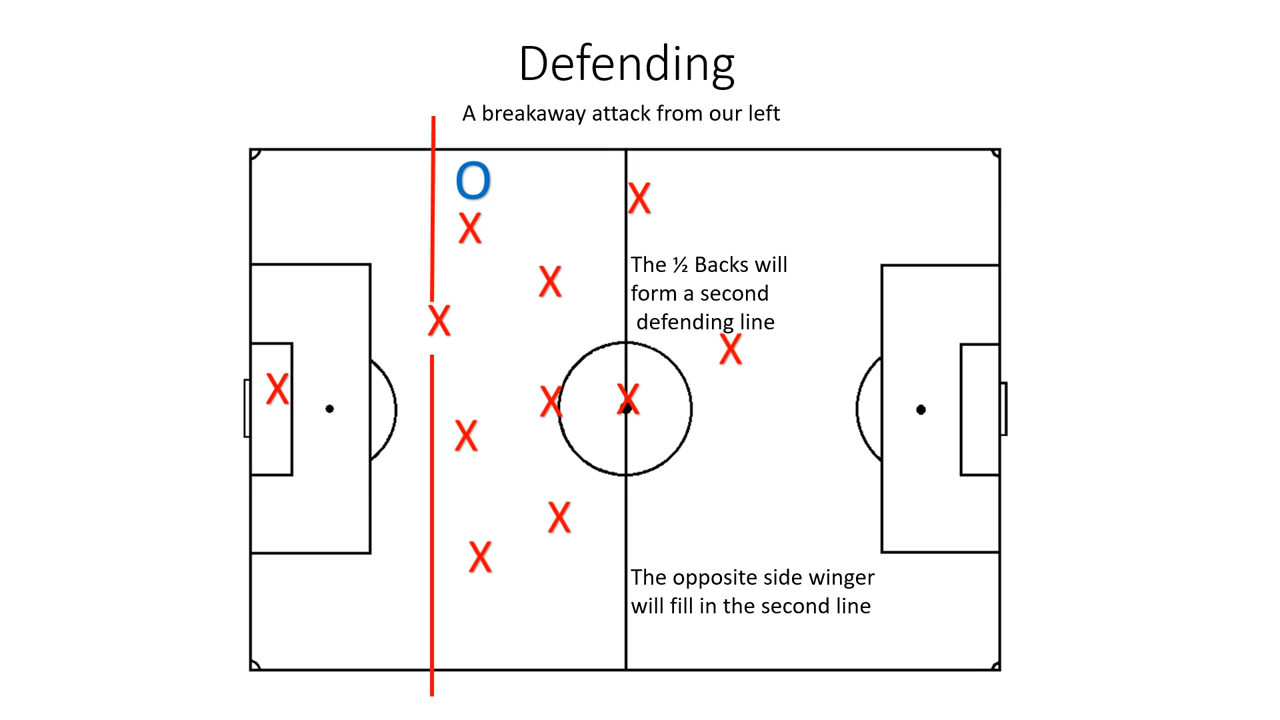 Defending
A breakaway attack from our left
O
X
X
X
X
The ½ Backs will
form a second
defending line
X
X
X
X
X
X
X
The opposite side winger
will fill in the second line